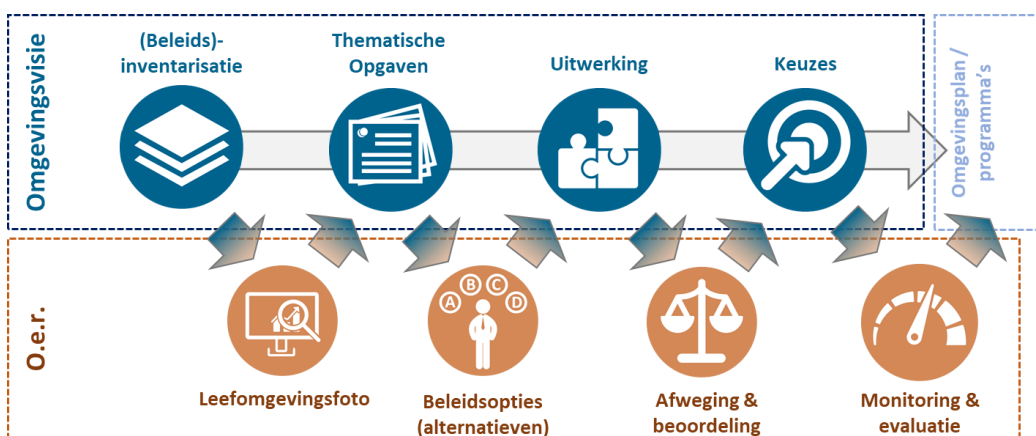 Omgevingsvisie
(Beleids)-
inventarisatie
Thematische
Opgaven
Uitwerking
Keuzes
Omgevingsplan /
programma's
O.e.r.
Leefomgevingsfoto
A
B
C
D
Beleidsopties
(alternatieven)
Afweging &
beoordeling
Monitoring &
evaluatie